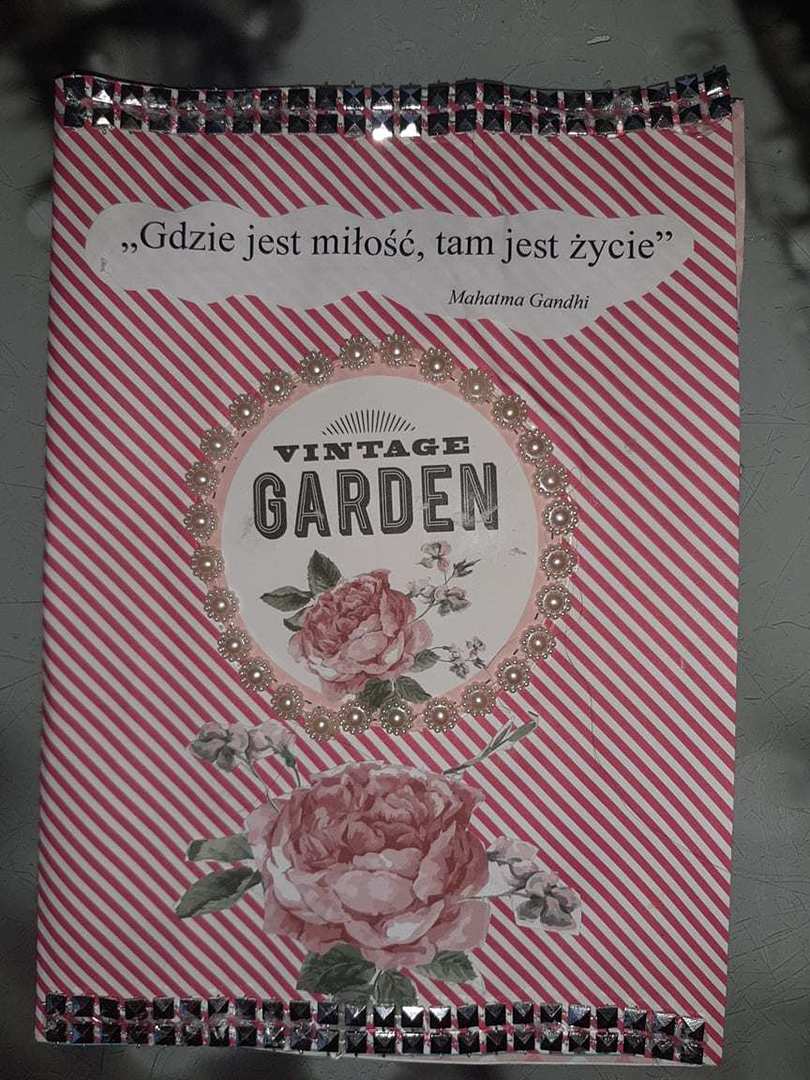 „Gdzie jest miłość, tam jest życie”
Mahatma Gandhi
VINTAGE
GARDEN